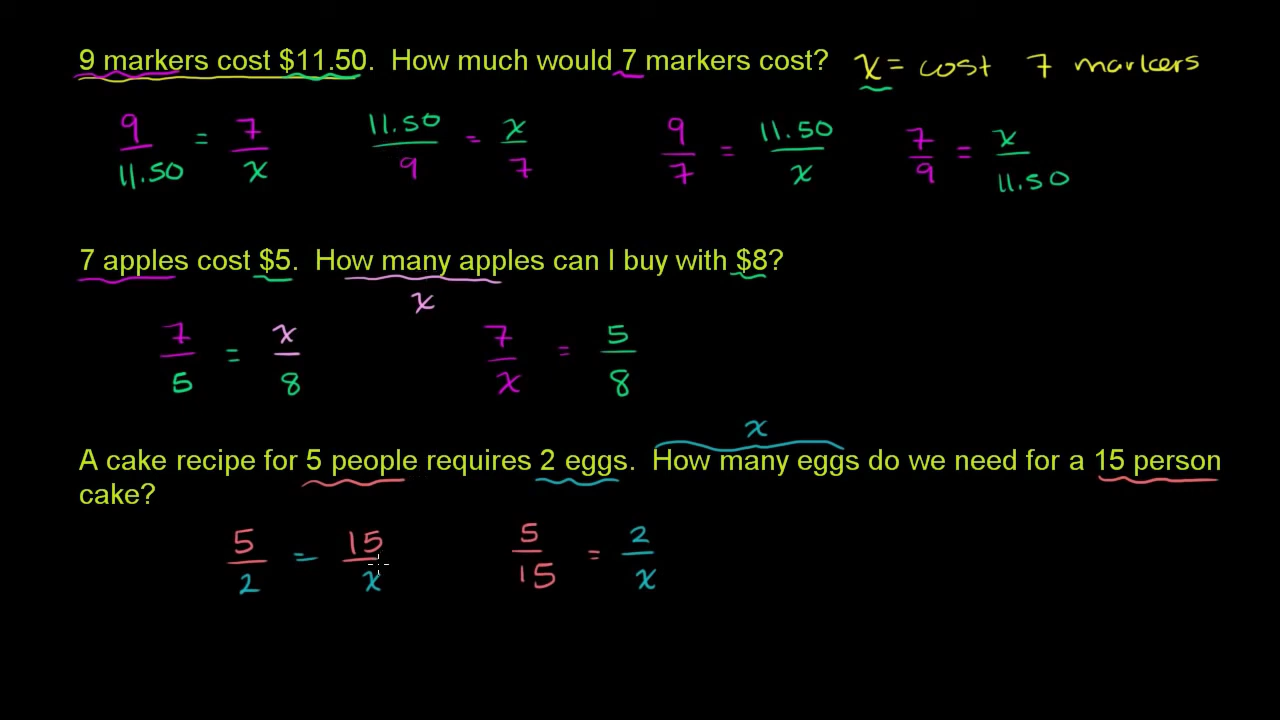 9 markers cost $11.50.  How much would 7 markers cost? x = cost 7 markers
9/11.50 = 7/x   11.50/9 = x/7   9/7 = 11.50/x   7/9 = x/11.50
7 apples cost $5.  How many apples can I buy with $8?
x
7/5 = x/8   7/x = 5/8
x
A cake recipe for 5 people requires 2 eggs.  How many eggs do we need for a 15 person
cake?
5/2 = 15/x   5/15 = 2/x